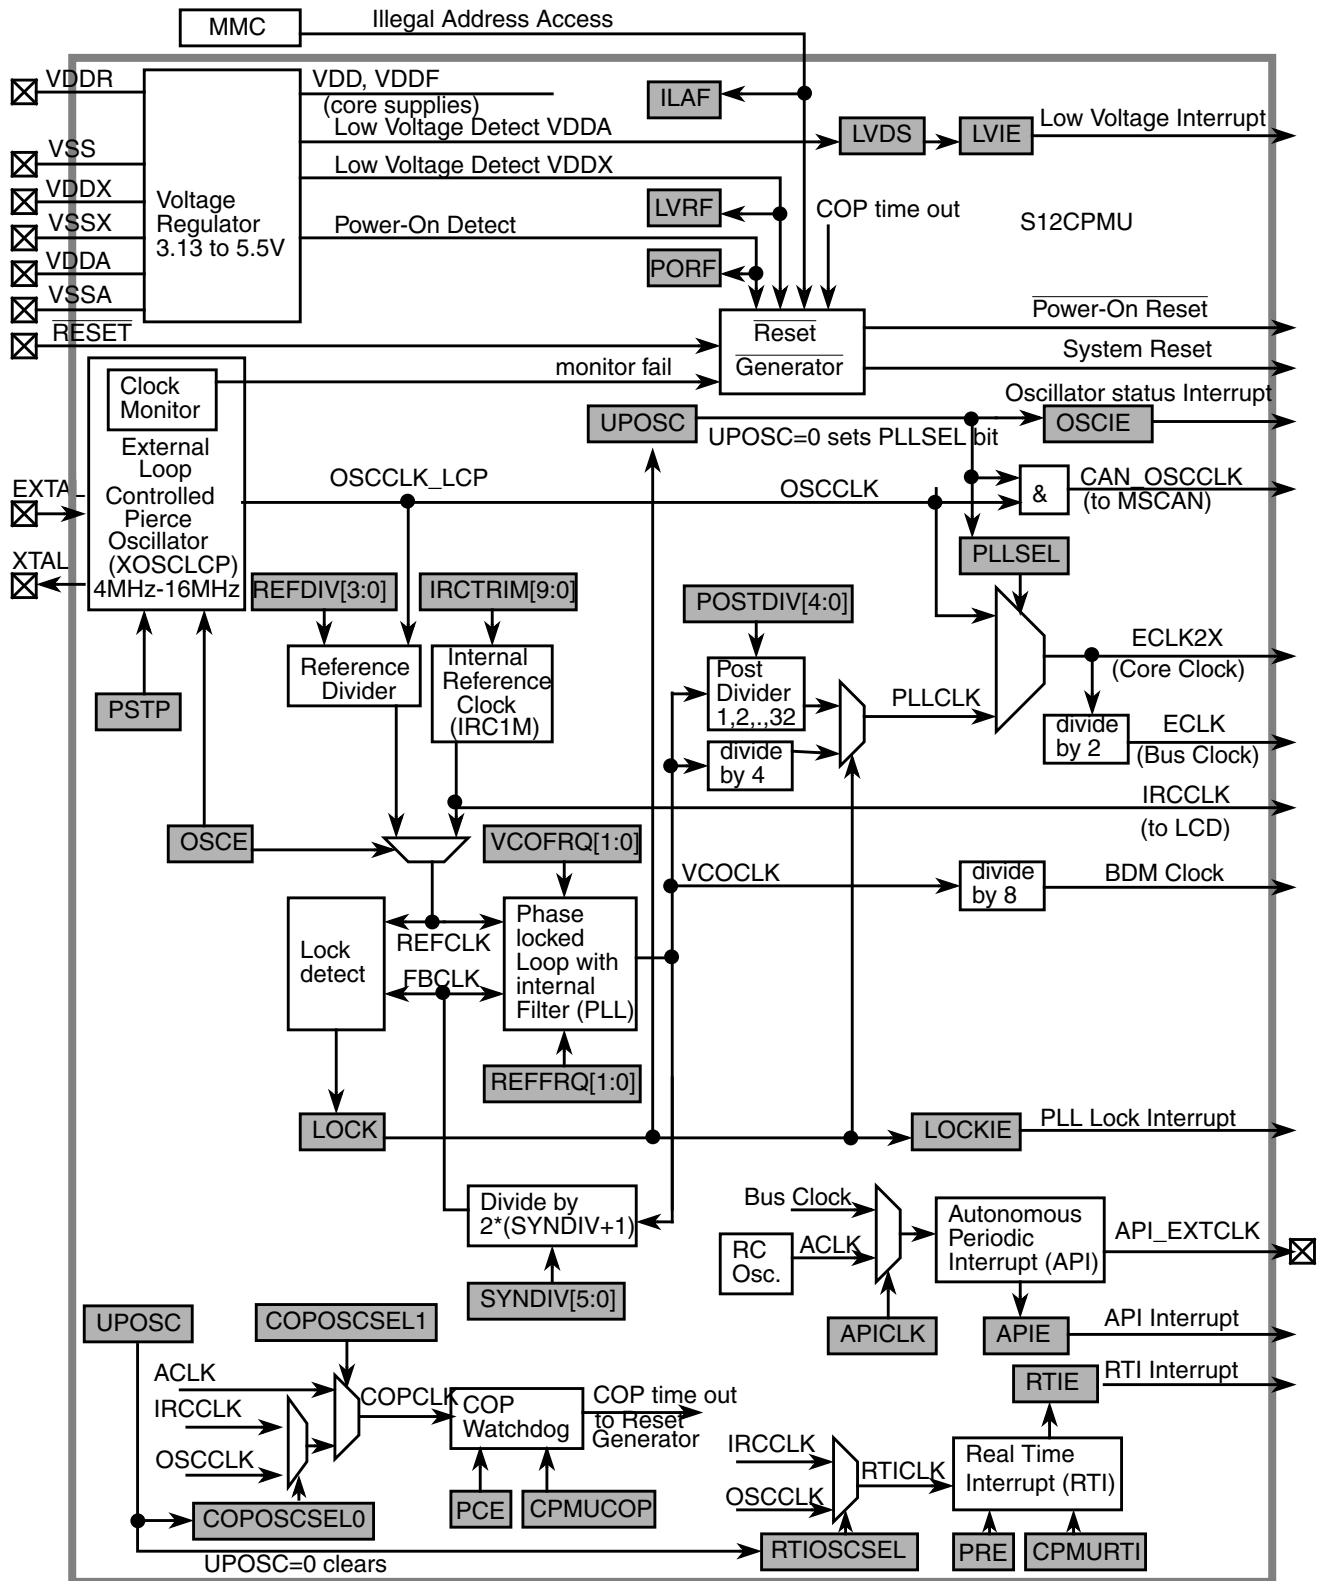 MMC
Illegal Address Access
VDDR
VDD, VDDF
(core supplies)
ILAF
Low Voltage Detect VDDA
LVDS
LVIE
Low Voltage Interrupt
VSS
Low Voltage Detect VDDX
VDDX
Voltage
Regulator
3.13 to 5.5V
LVRF
COP time out
S12CPMU
VSSX
Power-On Detect
VDDA
PORF
VSSA
RESET
Reset
Generator
Power-On Reset
System Reset
monitor fail
Clock
Monitor
Oscillator status Interrupt
UPOSC
UPOSC=0 sets PLLSEL bit
OSCIE
External
Loop
Controlled
Pierce
Oscillator
(XOSCLCP)
4MHz-16MHz
EXTAL
XTAL
OSCCLK_LCP
OSCCLK
&
CAN_OSCCLK
(to MSCAN)
PLLSEL
REFDIV[3:0]
IRCTRIM[9:0]
POSTDIV[4:0]
Reference
Divider
Internal
Reference
Clock
(IRC1M)
Post
Divider
1,2,.,32
ECLK2X
(Core Clock)
PSTP
PLLCLK
divide
by 4
divide
by 2
ECLK
(Bus Clock)
IRCCLK
(to LCD)
OSCE
VCOFRQ[1:0]
VCOCLK
divide
by 8
BDM Clock
Lock
detect
REFCLK
FBCLK
Phase
locked
Loop with
internal
Filter (PLL)
REFFRQ[1:0]
LOCK
LOCKIE
PLL Lock Interrupt
Divide by
2*(SYNDIV+1)
Bus Clock
RC
Osc.
ACLK
Autonomous
Periodic
Interrupt (API)
API_EXTCLK
SYNDIV[5:0]
UPOSC
COPOSCSEL1
APICLK
APIE
API Interrupt
RTIE
RTI Interrupt
ACLK
IRCCLK
OSCCLK
COPCLK
COP
Watchdog
COP time out
to Reset
Generator
IRCCLK
OSCCLK
RTICLK
Real Time
Interrupt (RTI)
COPOSCSEL0
PCE
CPMUCOP
UPOSC=0 clears
RTIOSCSEL
PRE
CPMURTI